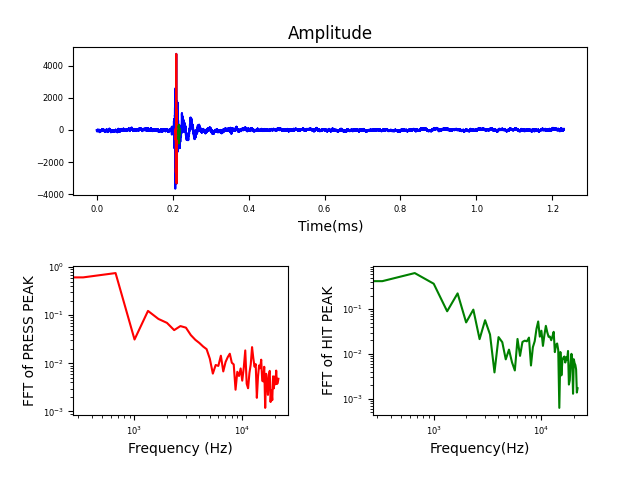 Amplitude
4000
2000
0
−2000
−4000
0.0 0.2 0.4 0.6 0.8 1.0 1.2
Time(ms)
FFT of PRESS PEAK
10⁰
10⁻¹
10⁻²
10⁻³
10³ 10⁴
Frequency (Hz)
FFT of HIT PEAK
10⁻¹
10⁻²
10⁻³
10³ 10⁴
Frequency(Hz)